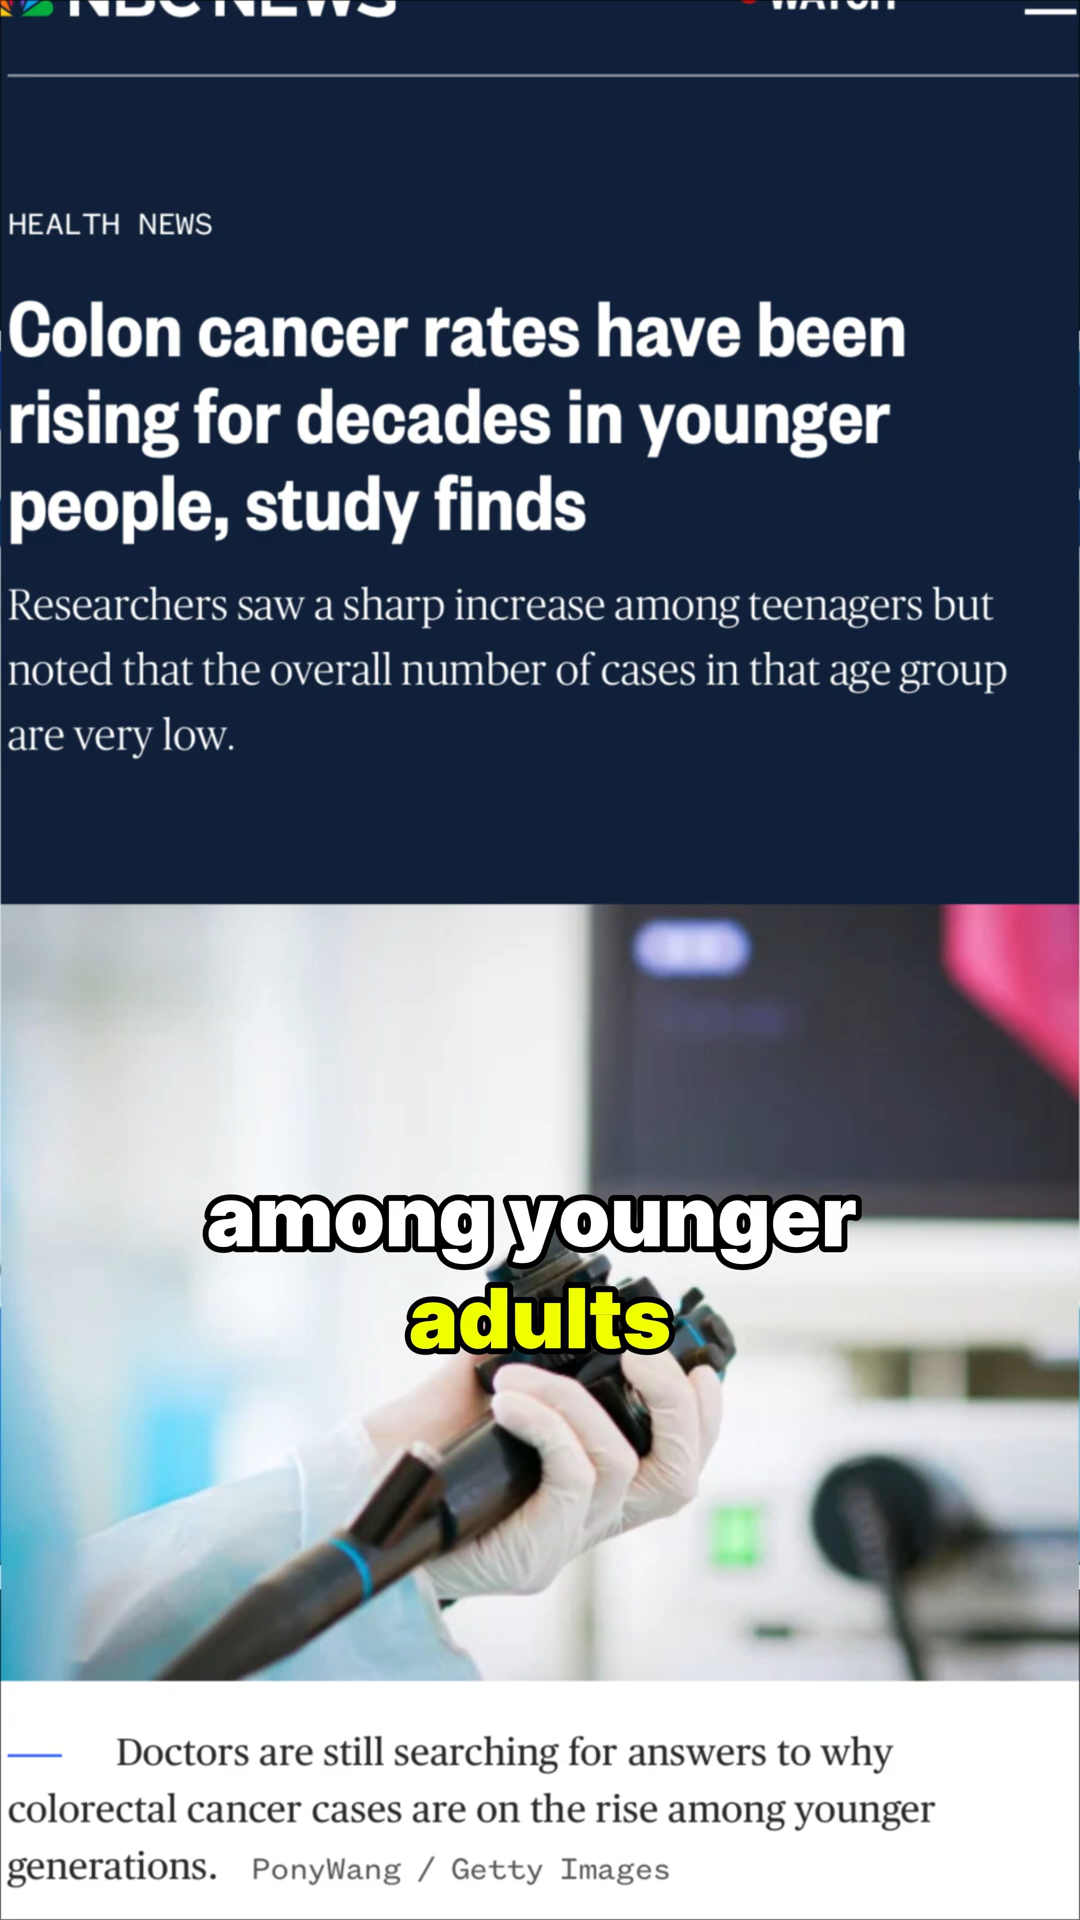 NBC NEWS
WATCH
HEALTH NEWS
Colon cancer rates have been
rising for decades in younger
people, study finds
Researchers saw a sharp increase among teenagers but
noted that the overall number of cases in that age group
are very low.
among younger
adults
Doctors are still searching for answers to why
colorectal cancer cases are on the rise among younger
generations. PonyWang / Getty Images